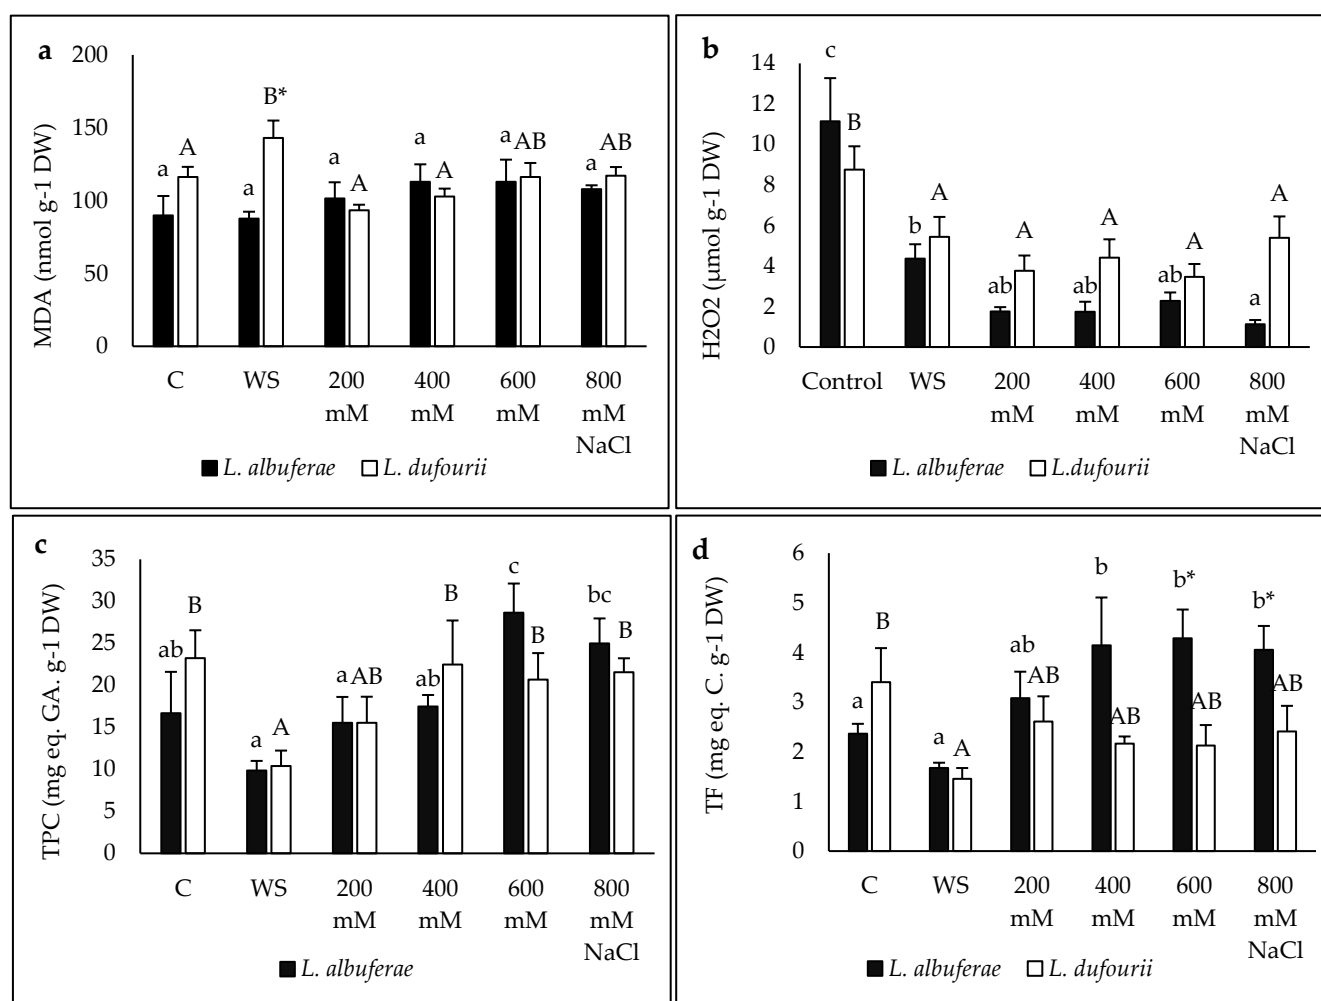 a
MDA (nmol g-1 DW)
200
150
100
50
0
a A
a B*
a A
a A
a AB
a AB
C WS 200 400 600 800
mM mM mM mM
NaCl
L. albuferae L. dufourii
b
H2O2 (µmol g-1 DW)
14
12
10
8
6
4
2
0
c B
b A
ab A
ab A
ab A
a A
Control WS 200 400 600 800
mM mM mM mM
NaCl
L. albuferae L.dufourii
c
TPC (mg eq. GA. g-1 DW)
35
30
25
20
15
10
5
0
ab B
a A
a AB
ab B
c B
bc B
C WS 200 400 600 800
mM mM mM mM
NaCl
L. albuferae
d
TF (mg eq. C. g-1 DW)
6
5
4
3
2
1
0
a B
a A
ab AB
b AB
b* AB
b* AB
C WS 200 400 600 800
mM mM mM mM
NaCl
L. albuferae L. dufourii